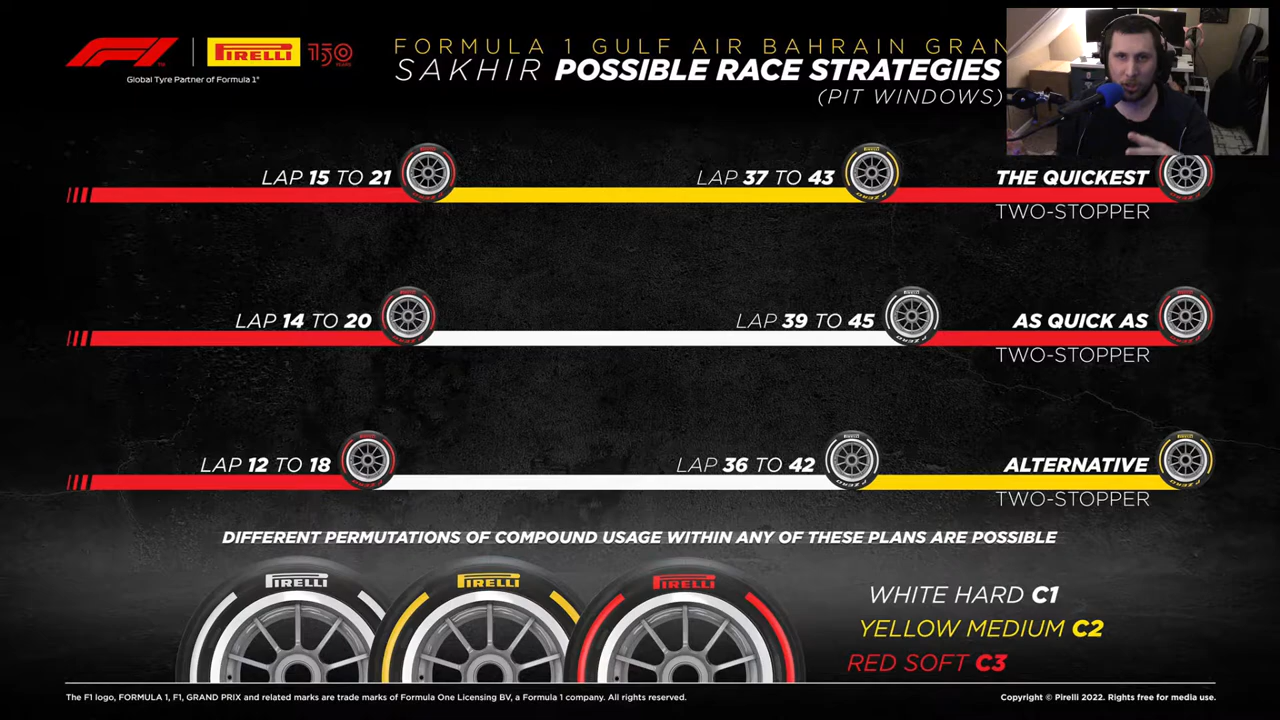 F1
PIRELLI
150
YEARS
Global Tyre Partner of Formula 1®
FORMULA 1 GULF AIR BAHRAIN GRAN
SAKHIR POSSIBLE RACE STRATEGIES
(PIT WINDOWS)
LAP 15 TO 21
LAP 37 TO 43
THE QUICKEST
TWO-STOPPER
LAP 14 TO 20
LAP 39 TO 45
AS QUICK AS
TWO-STOPPER
LAP 12 TO 18
LAP 36 TO 42
ALTERNATIVE
TWO-STOPPER
DIFFERENT PERMUTATIONS OF COMPOUND USAGE WITHIN ANY OF THESE PLANS ARE POSSIBLE
PIRELLI
PIRELLI
PIRELLI
WHITE HARD C1
YELLOW MEDIUM C2
RED SOFT C3
The F1 logo, FORMULA 1, F1, GRAND PRIX and related marks are trade marks of Formula One Licensing BV, a Formula 1 company. All rights reserved.
Copyright © Pirelli 2022. Rights free for media use.